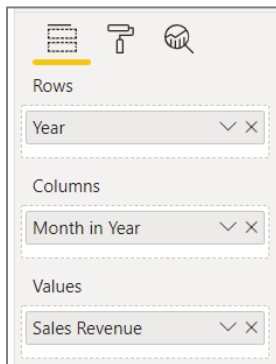 Rows
Year
Columns
Month in Year
Values
Sales Revenue